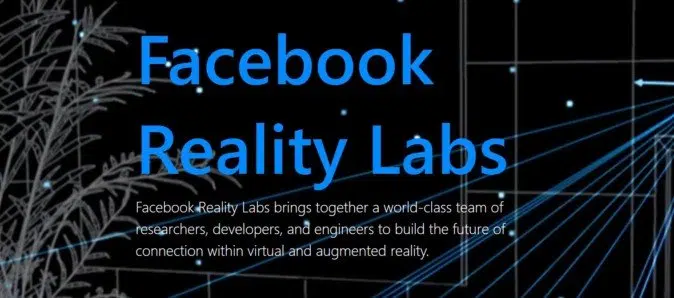 Facebook
Reality Labs
Facebook Reality Labs brings together a world-class team of
researchers, developers, and engineers to build the future of
connection within virtual and augmented reality.